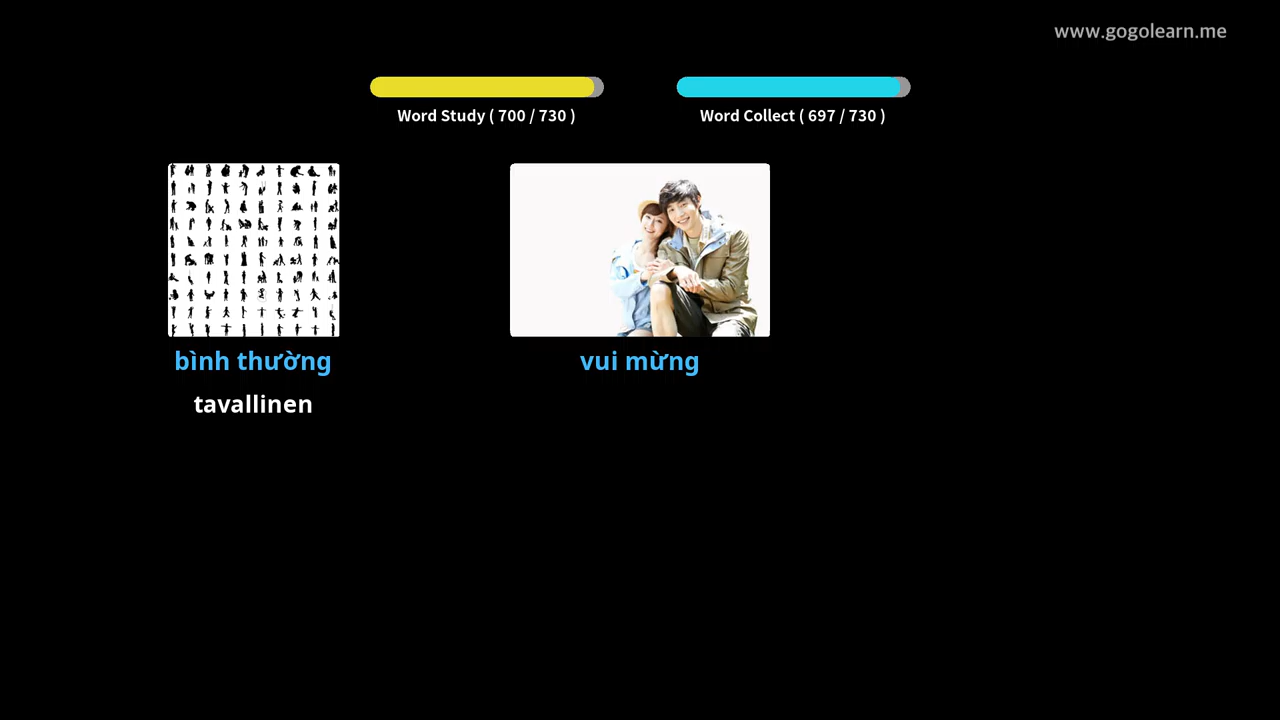 www.gogolearn.me
Word Study ( 700 / 730 )
Word Collect ( 697 / 730 )
bình thường
vui mừng
tavallinen